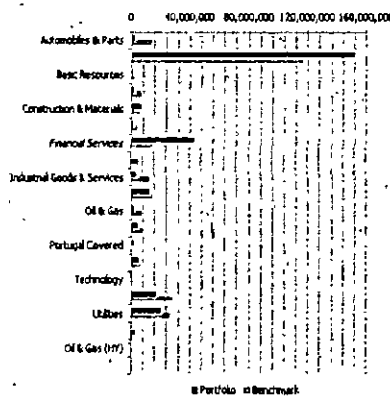 0 40,000,000 80,000,000 120,000,000 160,000,000
Automobiles & Parts
Basic Resources
Construction & Materials
Financial Services
Industrial Goods & Services
Oil & Gas
Portugal Covered
Technology
Utilities
Oil & Gas (HY)
Portfolio Benchmark